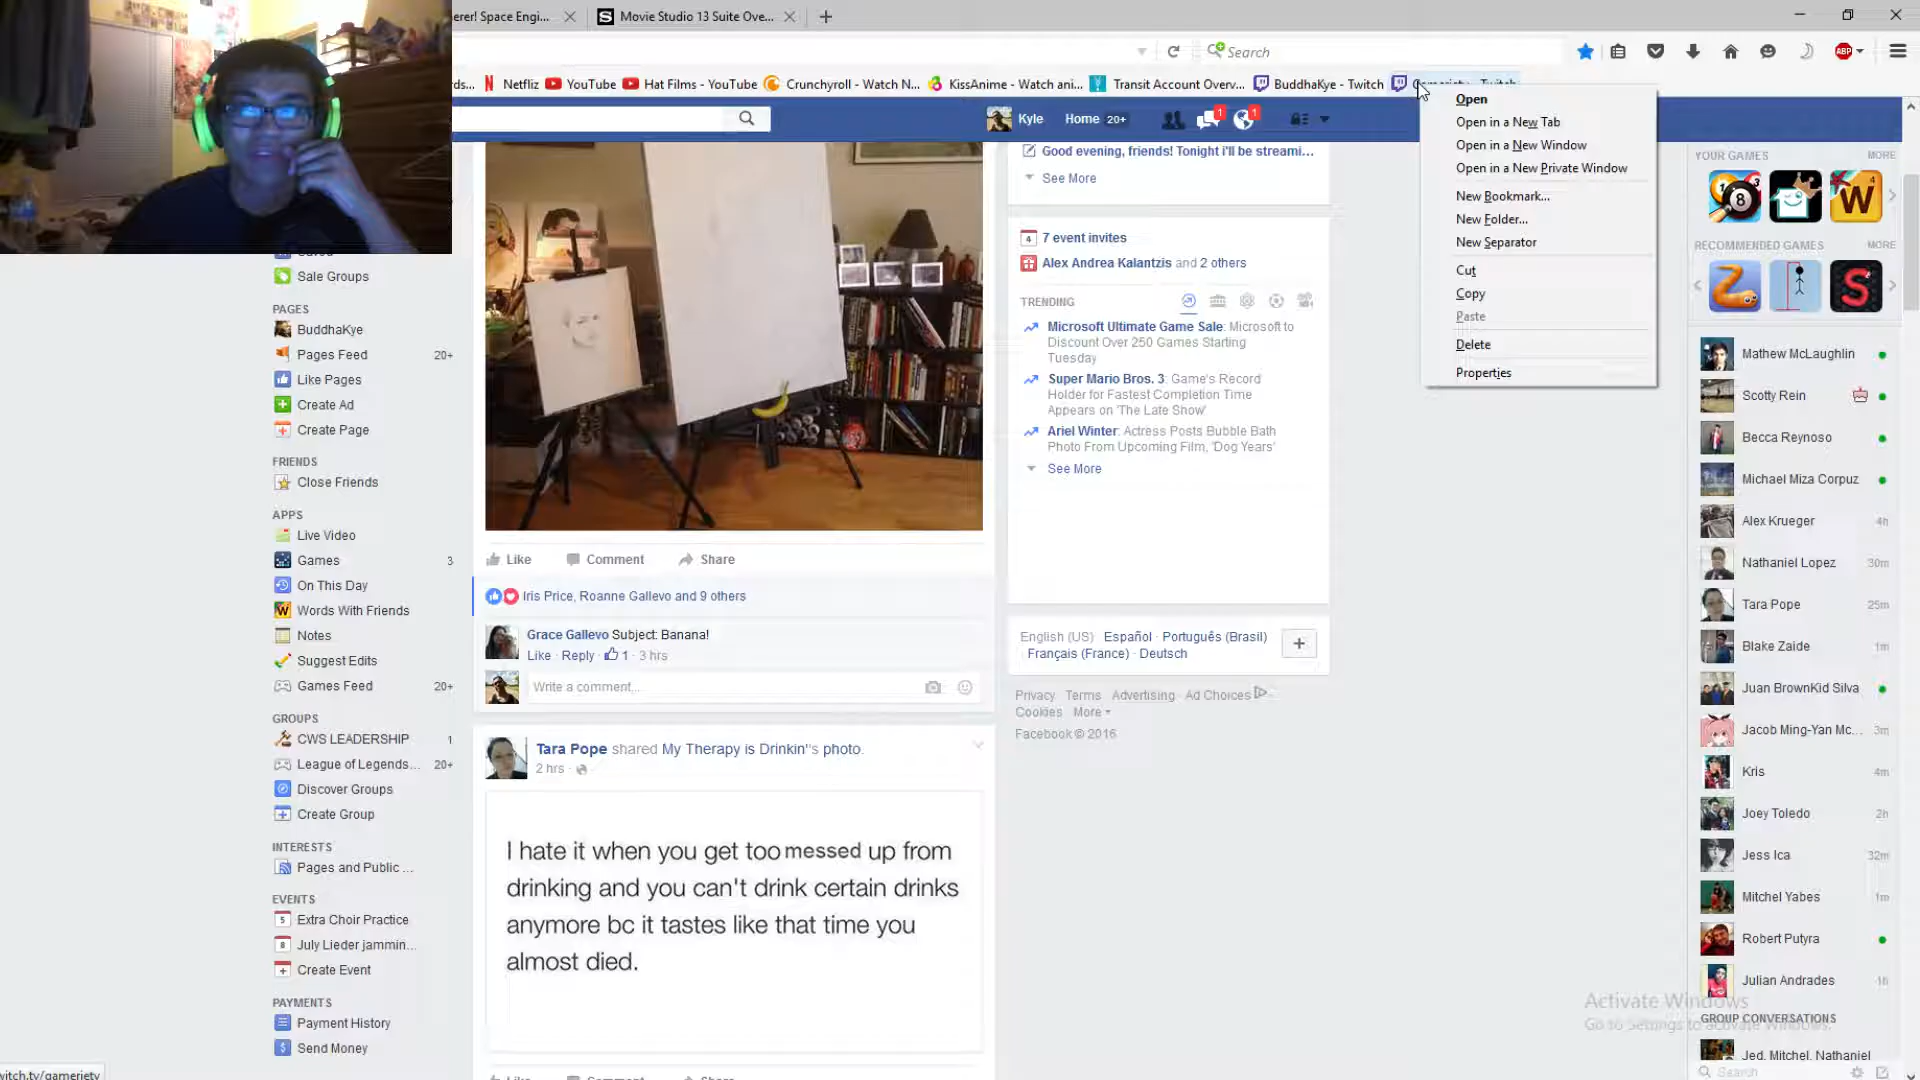 erer! Space Engi...
Movie Studio 13 Suite Ove...
Search
ds...
Netfliz
YouTube
Hat Films - YouTube
Crunchyroll - Watch N...
KissAnime - Watch ani...
Transit Account Overv...
BuddhaKye - Twitch
ABP
Open
Open in a New Tab
Open in a New Window
Open in a New Private Window
New Bookmark...
New Folder...
New Separator
Cut
Copy
Paste
Delete
Properties
Kyle
Home 20+
1
1
Sale Groups
PAGES
BuddhaKye
Pages Feed 20+
Like Pages
Create Ad
Create Page
FRIENDS
Close Friends
APPS
Live Video
Games 3
On This Day
Words With Friends
Notes
Suggest Edits
Games Feed 20+
GROUPS
CWS LEADERSHIP 1
League of Legends... 20+
Discover Groups
Create Group
INTERESTS
Pages and Public ...
EVENTS
5 Extra Choir Practice
8 July Lieder jammin...
Create Event
PAYMENTS
Payment History
Send Money
witch.tv/gameriety
Like Comment Share
Iris Price, Roanne Gallevo and 9 others
Grace Gallevo Subject: Banana!
Like · Reply · 1 · 3 hrs
Write a comment...
Tara Pope shared My Therapy is Drinkin''s photo.
2 hrs ·
I hate it when you get too messed up from
drinking and you can't drink certain drinks
anymore bc it tastes like that time you
almost died.
Like Comment Share
Good evening, friends! Tonight i'll be streami...
See More
4 7 event invites
Alex Andrea Kalantzis and 2 others
TRENDING
Microsoft Ultimate Game Sale: Microsoft to
Discount Over 250 Games Starting
Tuesday
Super Mario Bros. 3: Game's Record
Holder for Fastest Completion Time
Appears on 'The Late Show'
Ariel Winter: Actress Posts Bubble Bath
Photo From Upcoming Film, 'Dog Years'
See More
English (US) · Español · Português (Brasil)
· Français (France) · Deutsch
Privacy · Terms · Advertising · Ad Choices
Cookies · More
Facebook © 2016
YOUR GAMES MORE
8
W
RECOMMENDED GAMES MORE
S
Mathew McLaughlin
Scotty Rein
Becca Reynoso
Michael Miza Corpuz
Alex Krueger 4h
Nathaniel Lopez 30m
Tara Pope 25m
Blake Zaide 1m
Juan BrownKid Silva
Jacob Ming-Yan Mc... 3m
Kris 4m
Joey Toledo 2h
Jess Ica 32m
Mitchel Yabes 1m
Robert Putyra
Julian Andrades 1h
Activate Windows
Go to Settings to activate Windows.
GROUP CONVERSATIONS
Jed, Mitchel, Nathaniel
Search